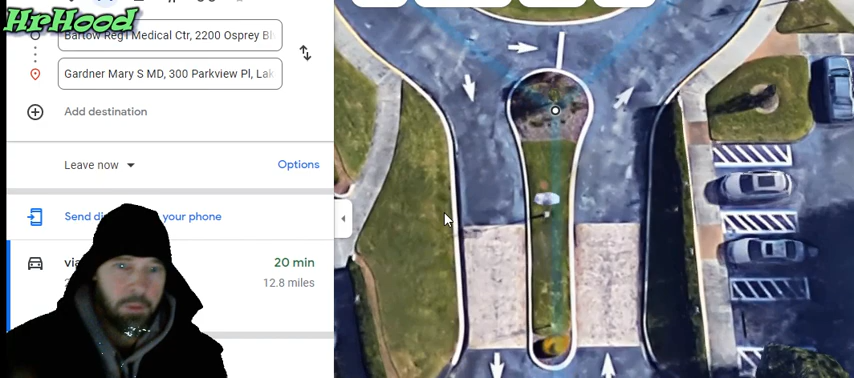 HrHood
Bartow Reg'l Medical Ctr, 2200 Osprey Bl
Gardner Mary S MD, 300 Parkview Pl, Lak
Add destination
Leave now
Options
Send di your phone
via
20 min
12.8 miles